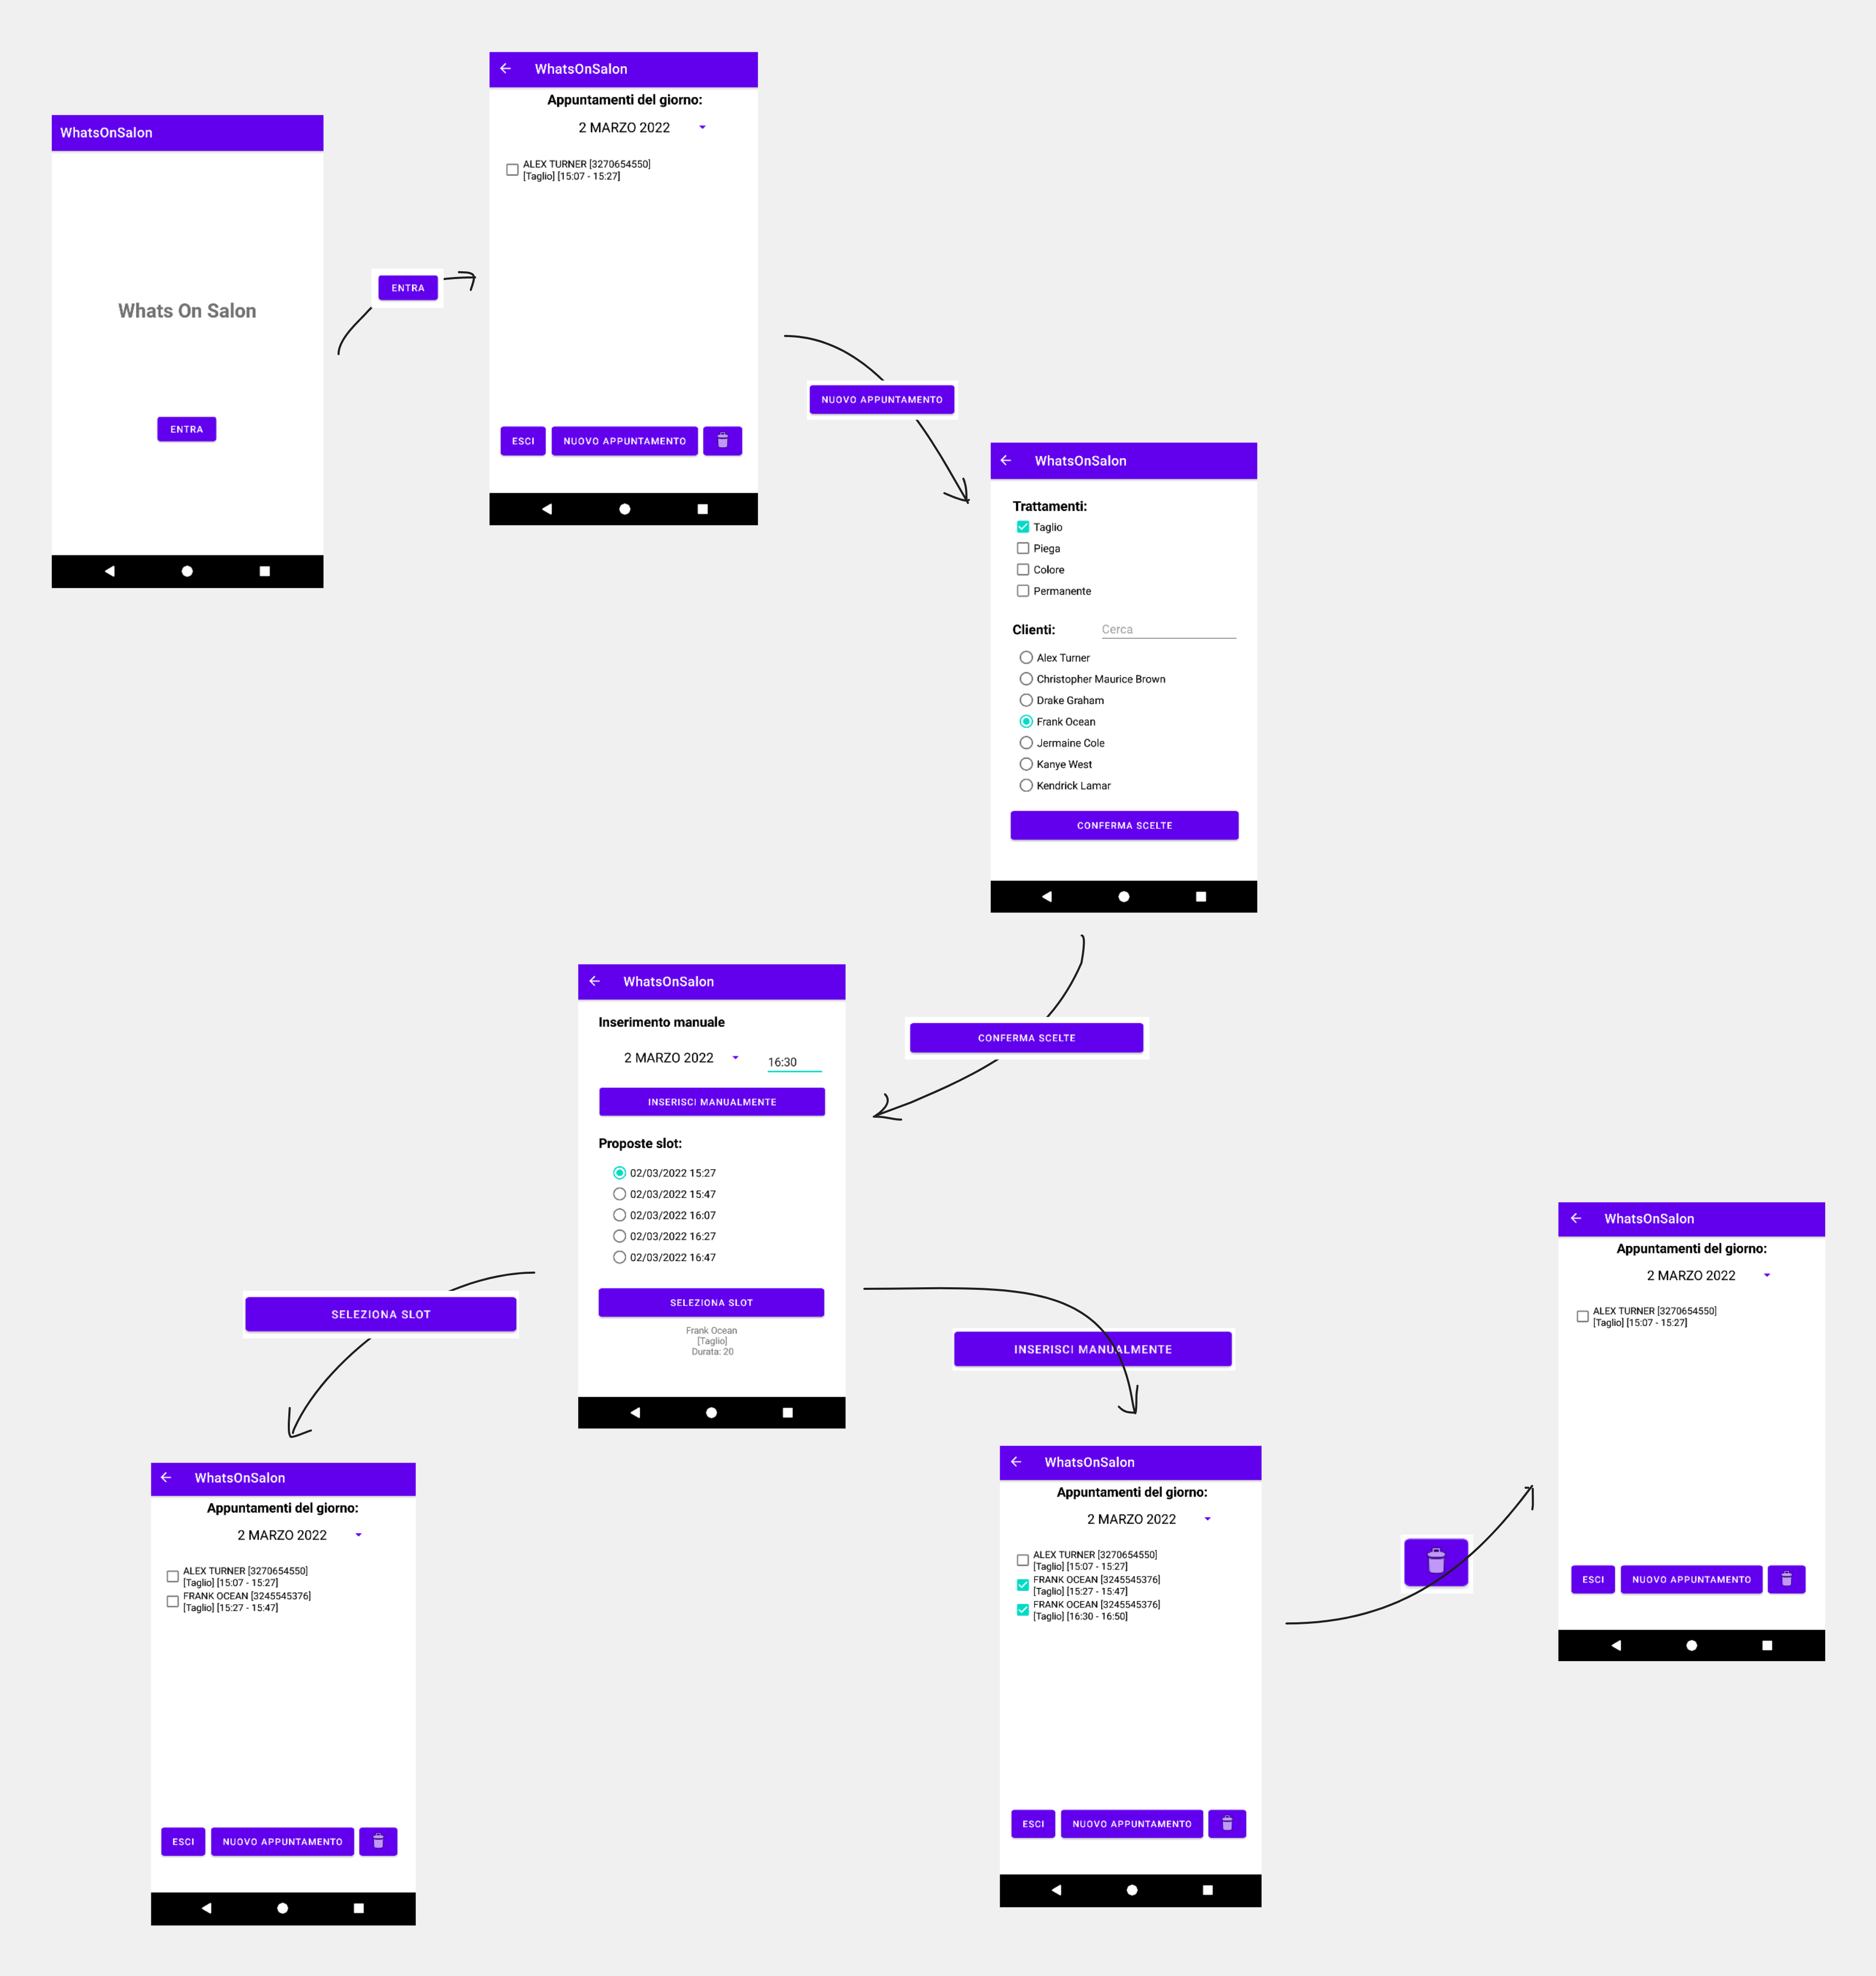 WhatsOnSalon
Whats On Salon
ENTRA
ENTRA
WhatsOnSalon
Appuntamenti del giorno:
2 MARZO 2022
ALEX TURNER [3270654550]
[Taglio] [15:07 - 15:27]
ESCI
NUOVO APPUNTAMENTO
NUOVO APPUNTAMENTO
WhatsOnSalon
Trattamenti:
Taglio
Piega
Colore
Permanente
Clienti:
Cerca
Alex Turner
Christopher Maurice Brown
Drake Graham
Frank Ocean
Jermaine Cole
Kanye West
Kendrick Lamar
CONFERMA SCELTE
CONFERMA SCELTE
WhatsOnSalon
Inserimento manuale
2 MARZO 2022
16:30
INSERISCI MANUALMENTE
Proposte slot:
02/03/2022 15:27
02/03/2022 15:47
02/03/2022 16:07
02/03/2022 16:27
02/03/2022 16:47
SELEZIONA SLOT
Frank Ocean
[Taglio]
Durata: 20
SELEZIONA SLOT
WhatsOnSalon
Appuntamenti del giorno:
2 MARZO 2022
ALEX TURNER [3270654550]
[Taglio] [15:07 - 15:27]
FRANK OCEAN [3245545376]
[Taglio] [15:27 - 15:47]
ESCI
NUOVO APPUNTAMENTO
INSERISCI MANUALMENTE
WhatsOnSalon
Appuntamenti del giorno:
2 MARZO 2022
ALEX TURNER [3270654550]
[Taglio] [15:07 - 15:27]
FRANK OCEAN [3245545376]
[Taglio] [15:27 - 15:47]
FRANK OCEAN [3245545376]
[Taglio] [16:30 - 16:50]
ESCI
NUOVO APPUNTAMENTO
WhatsOnSalon
Appuntamenti del giorno:
2 MARZO 2022
ALEX TURNER [3270654550]
[Taglio] [15:07 - 15:27]
ESCI
NUOVO APPUNTAMENTO